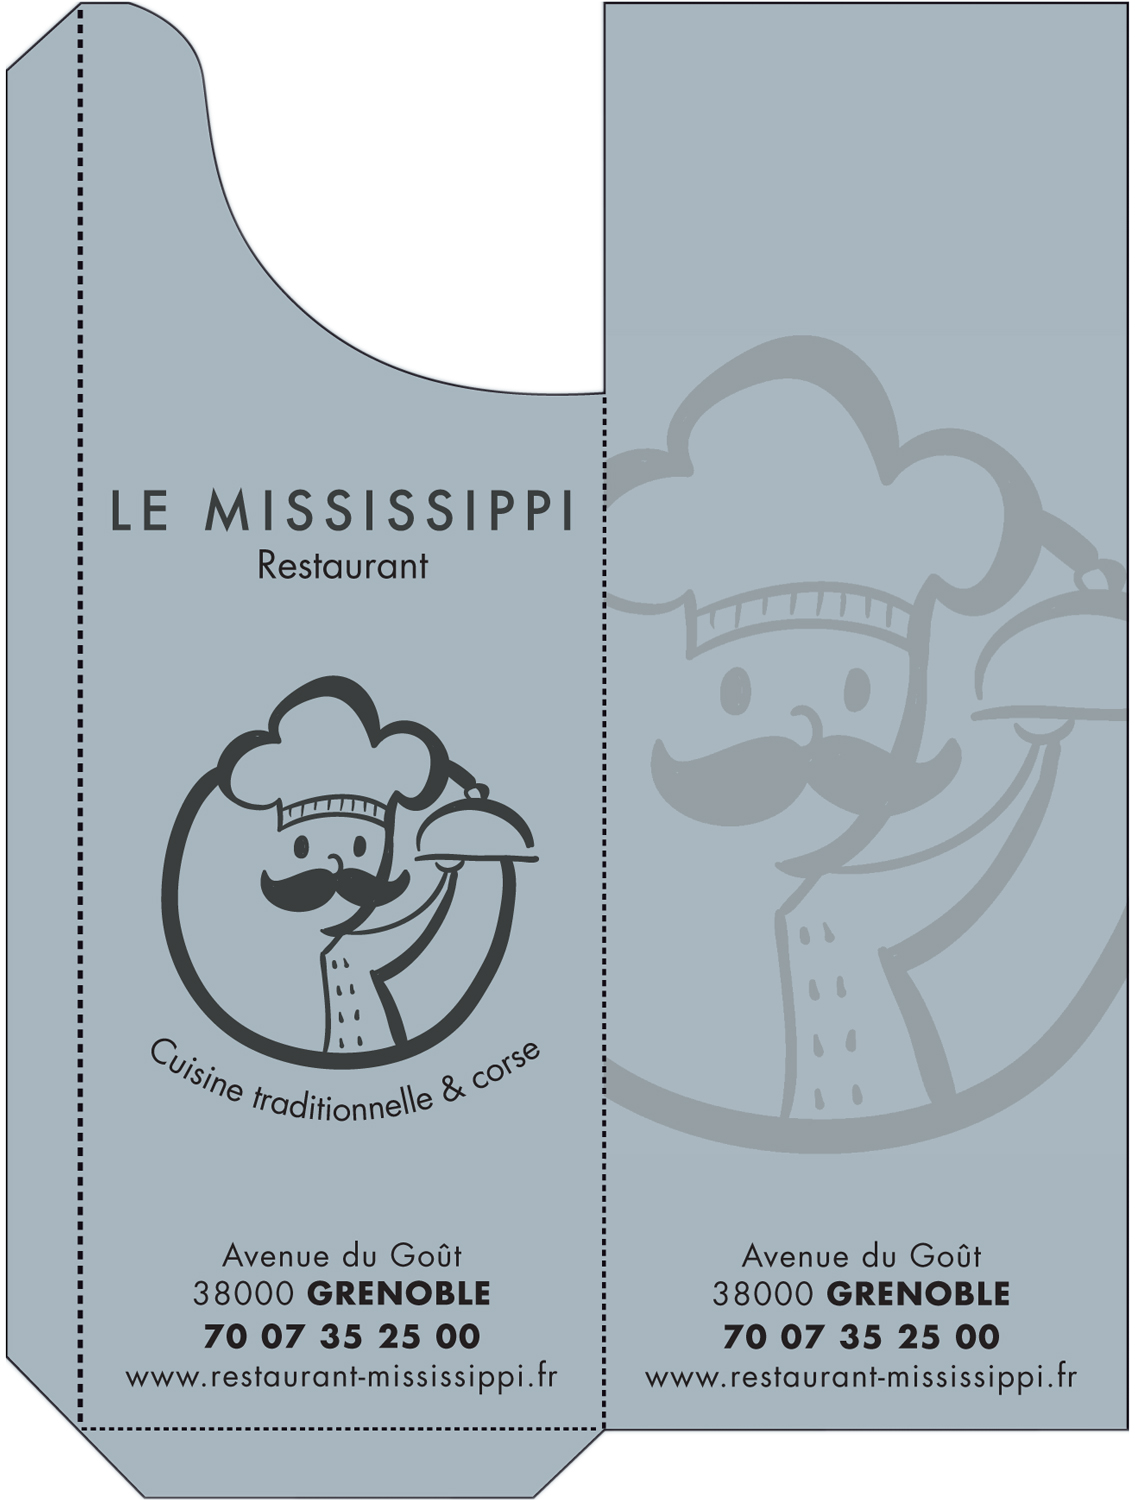 LE MISSISSIPPI
Restaurant
Cuisine traditionnelle & corse
Avenue du Goût
38000 GRENOBLE
70 07 35 25 00
www.restaurant-mississippi.fr
Avenue du Goût
38000 GRENOBLE
70 07 35 25 00
www.restaurant-mississippi.fr